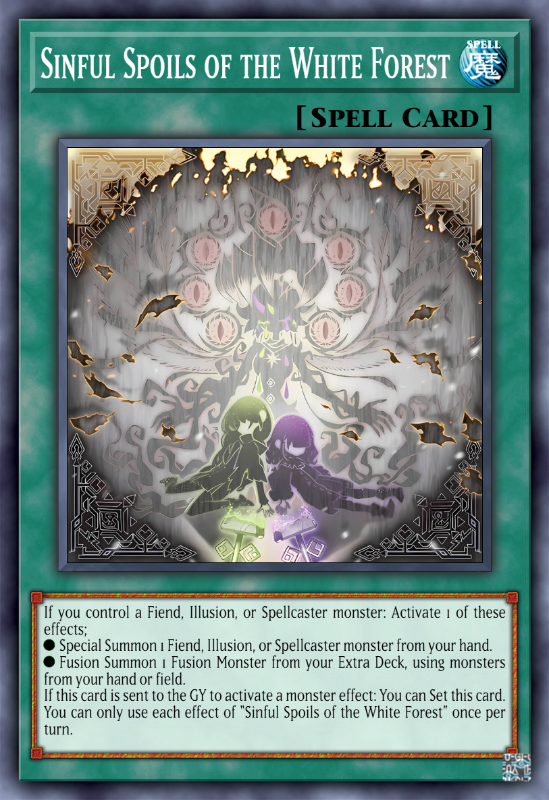 SINFUL SPOILS OF THE WHITE FOREST
SPELL
魔
[SPELL CARD]
If you control a Fiend, Illusion, or Spellcaster monster: Activate 1 of these
effects;
● Special Summon 1 Fiend, Illusion, or Spellcaster monster from your hand.
● Fusion Summon 1 Fusion Monster from your Extra Deck, using monsters
from your hand or field.
If this card is sent to the GY to activate a monster effect: You can Set this card.
You can only use each effect of "Sinful Spoils of the White Forest" once per
turn.